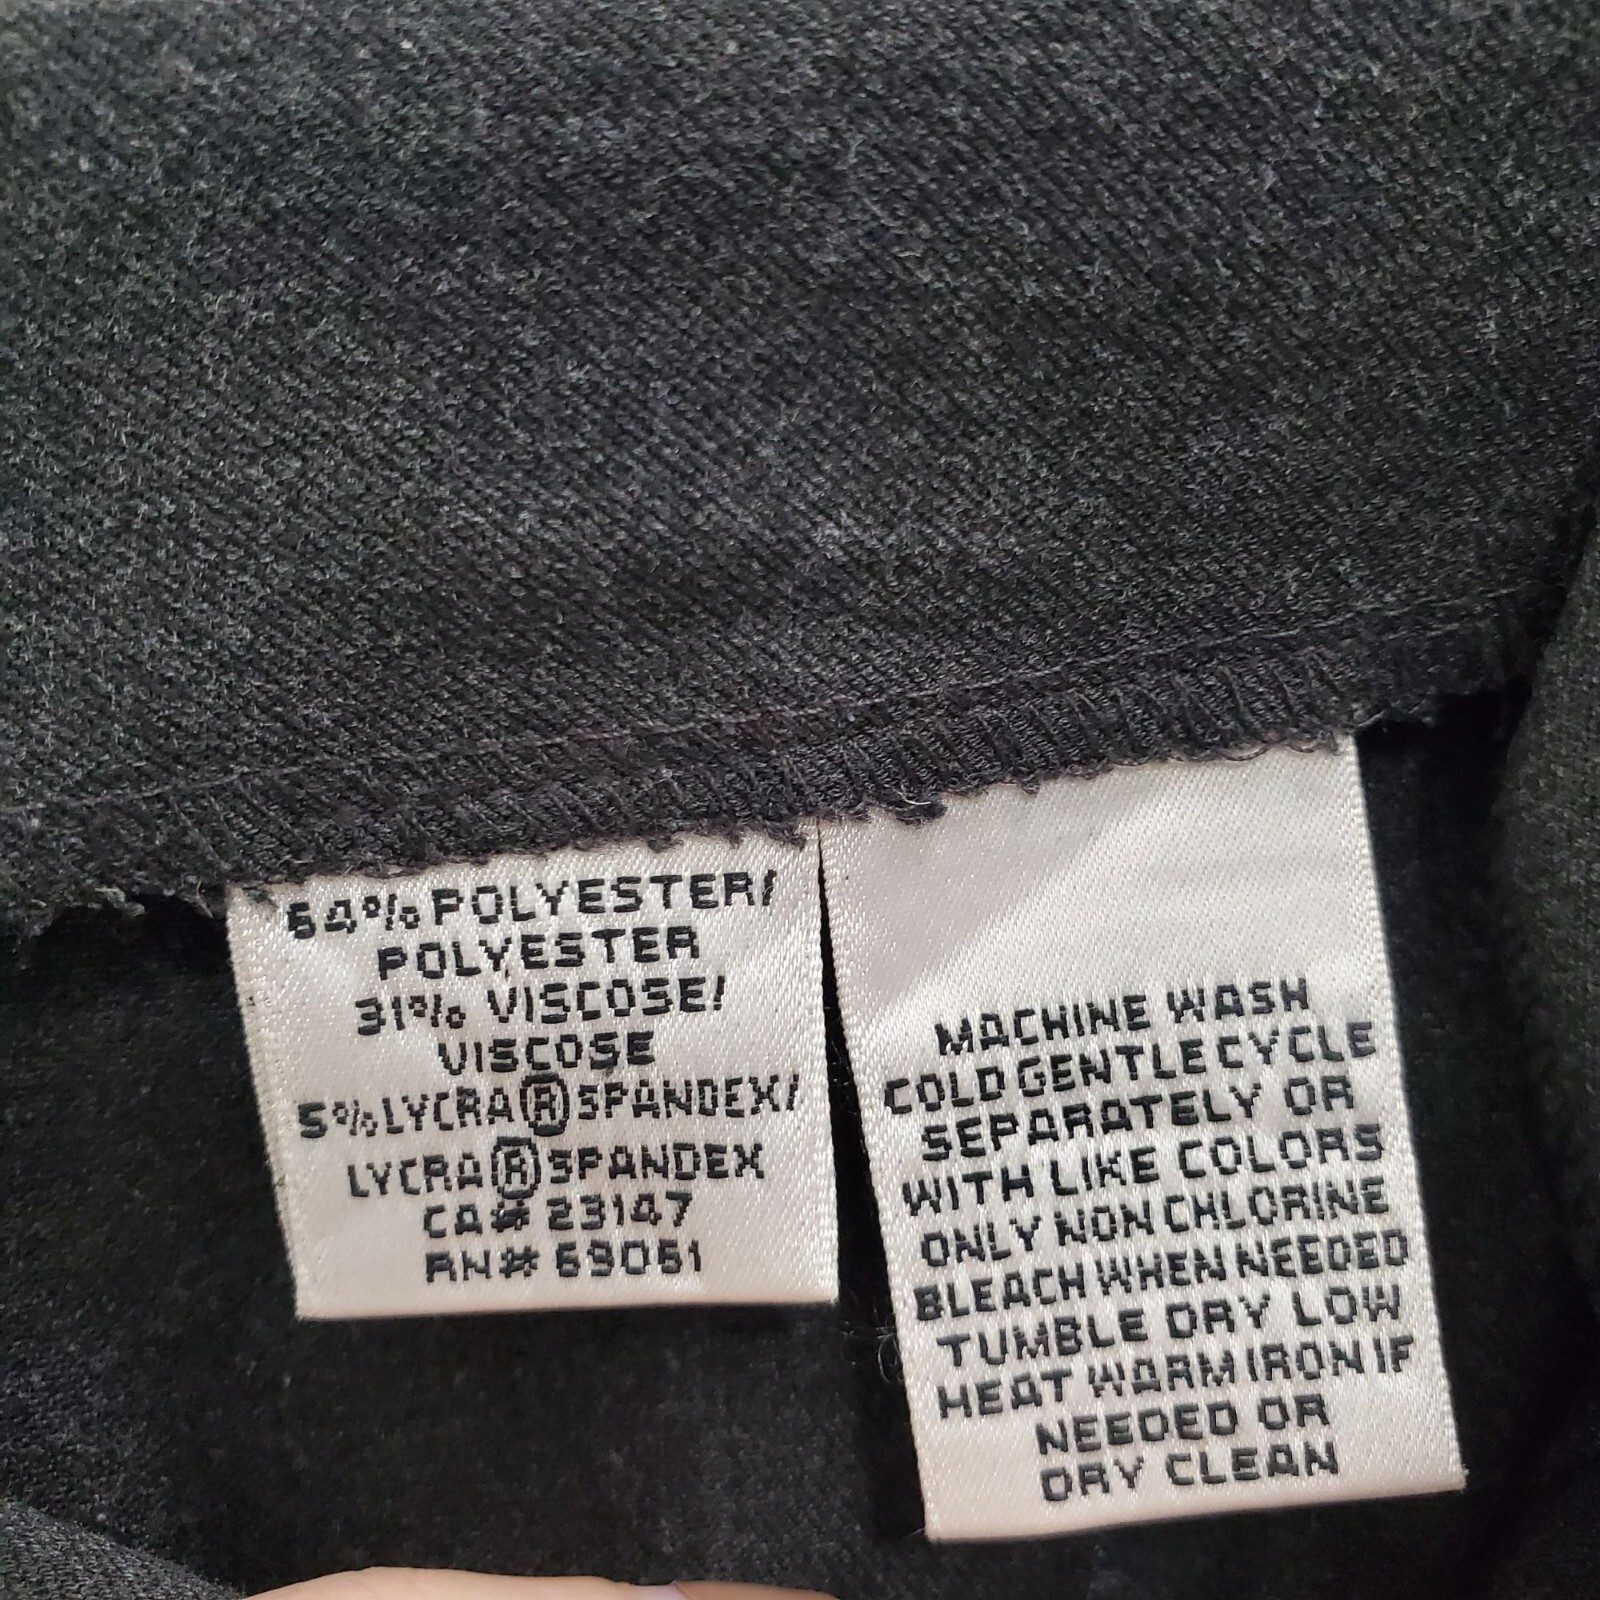 64% POLYESTER/
POLYESTER
31% VISCOSE/
VISCOSE
5% LYCRA ® SPANDEX/
LYCRA ® SPANDEX
CA# 23147
RN# 69061
MACHINE WASH
COLD GENTLE CYCLE
SEPARATELY OR
WITH LIKE COLORS
ONLY NON CHLORINE
BLEACH WHEN NEEDED
TUMBLE DRY LOW
HEAT WARM IRON IF
NEEDED OR
DRY CLEAN